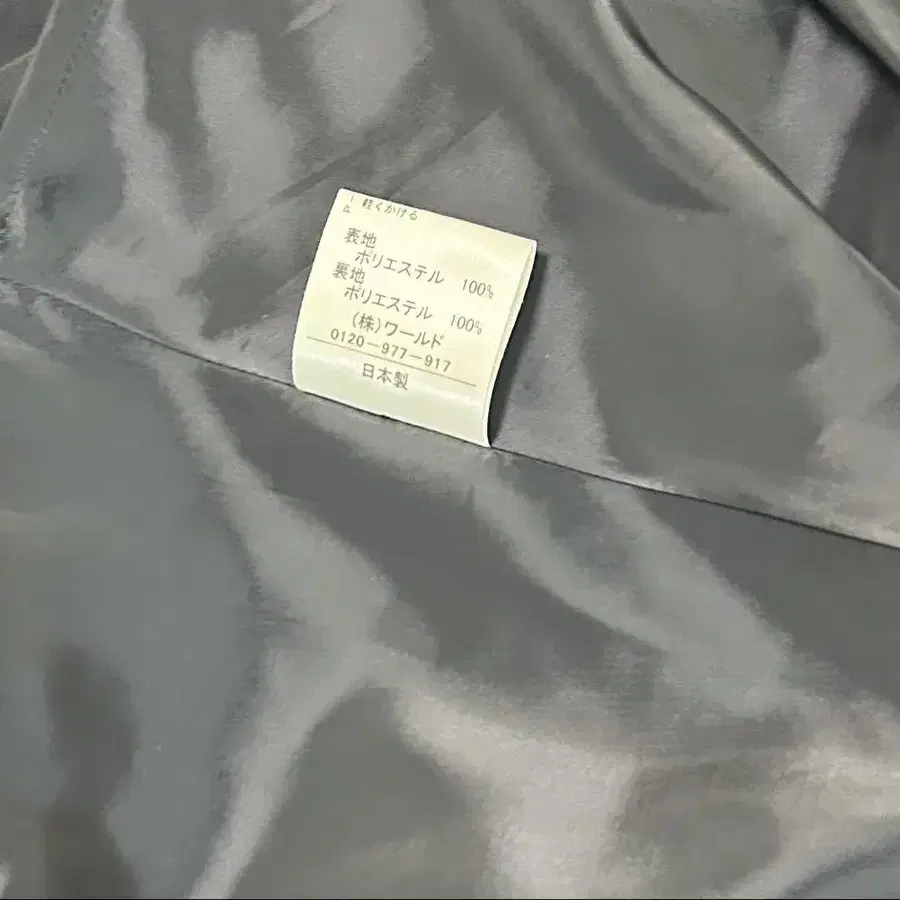 軽くかける
表地
ポリエステル 100%
裏地
ポリエステル 100%
(株)ワールド
0120-977-917
日本製